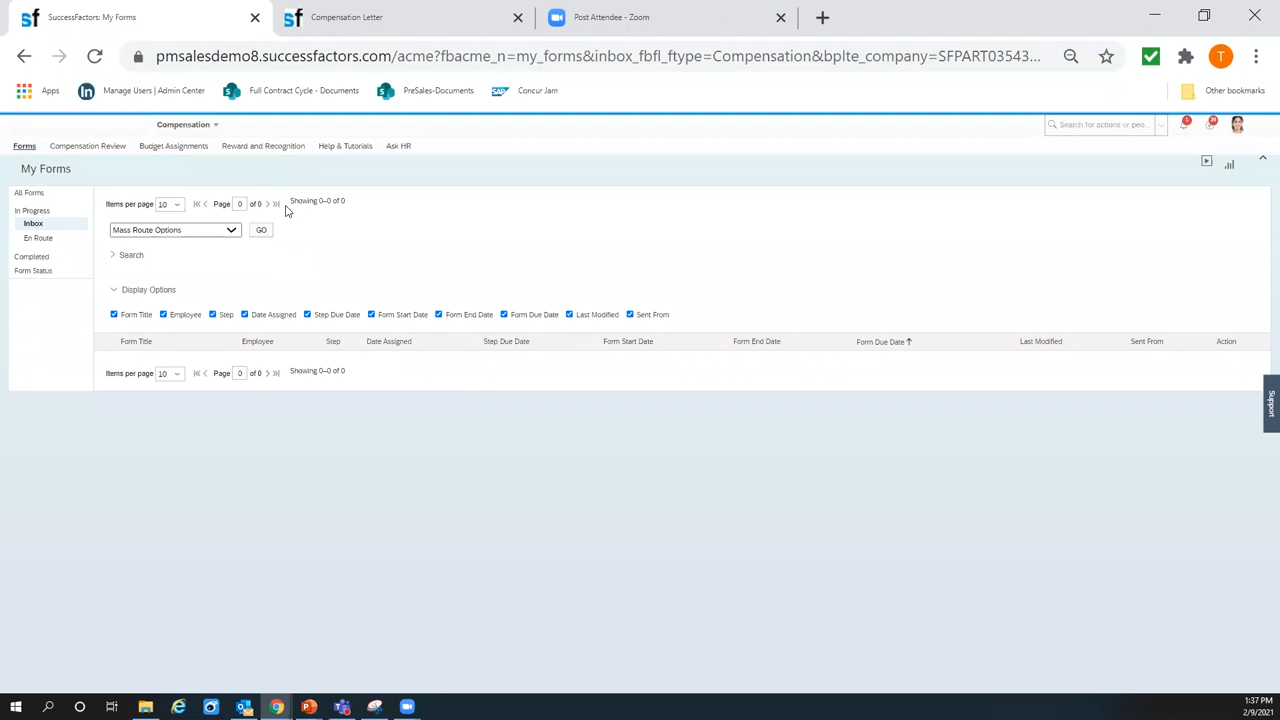 SuccessFactors: My Forms
Compensation Letter
Post Attendee - Zoom
pmsalesdemo8.successfactors.com/acme?fbacme_n=my_forms&inbox_fbfl_ftype=Compensation&bplte_company=SFPART03543...
T
Apps
Manage Users | Admin Center
Full Contract Cycle - Documents
PreSales-Documents
SAP
Concur Jam
Other bookmarks
Compensation
Search for actions or peo...
Forms
Compensation Review
Budget Assignments
Reward and Recognition
Help & Tutorials
Ask HR
My Forms
All Forms
In Progress
Inbox
En Route
Completed
Form Status
Items per page 10 Page 0 of 0 Showing 0–0 of 0
Mass Route Options GO
Search
Display Options
Form Title Employee Step Date Assigned Step Due Date Form Start Date Form End Date Form Due Date Last Modified Sent From
Form Title Employee Step Date Assigned Step Due Date Form Start Date Form End Date Form Due Date Last Modified Sent From Action
Items per page 10 Page 0 of 0 Showing 0–0 of 0
Support
1:37 PM
2/9/2021